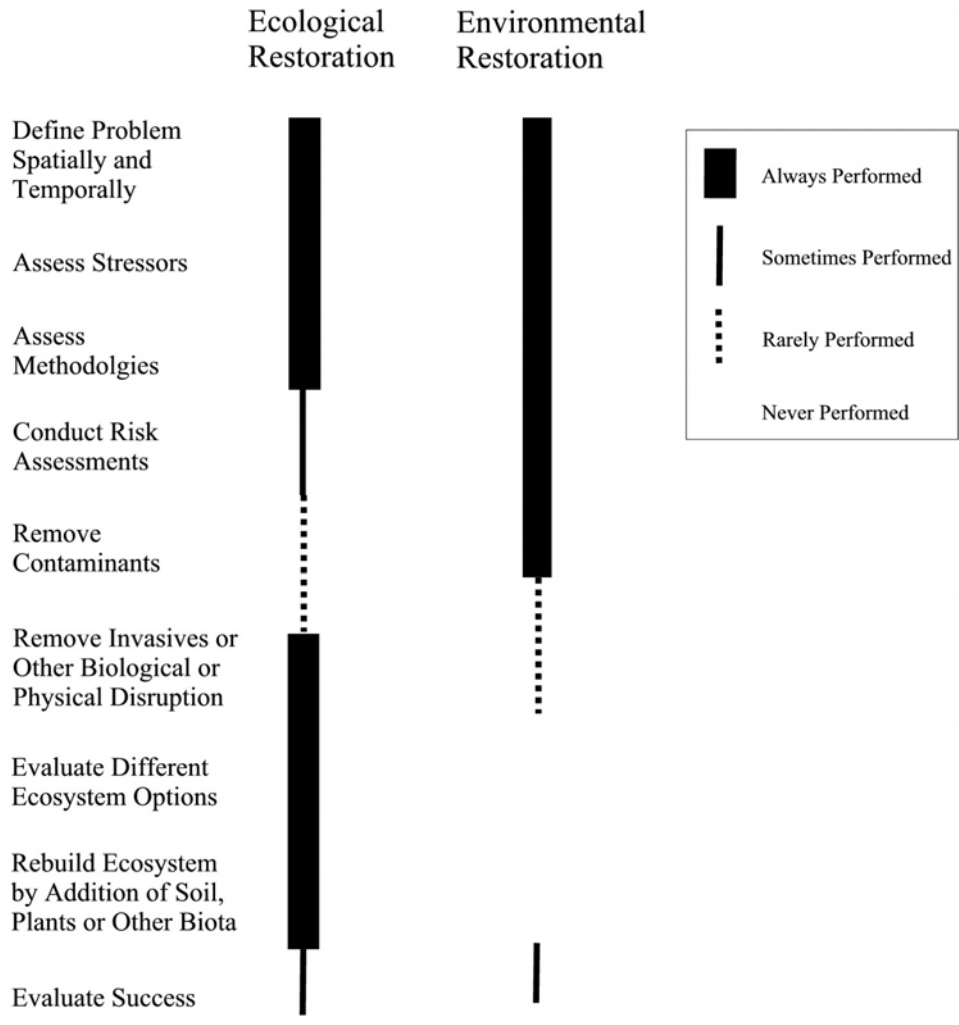 Ecological
Restoration
Environmental
Restoration
Define Problem
Spatially and
Temporally
Assess Stressors
Assess
Methodolgies
Conduct Risk
Assessments
Remove
Contaminants
Remove Invasives or
Other Biological or
Physical Disruption
Evaluate Different
Ecosystem Options
Rebuild Ecosystem
by Addition of Soil,
Plants or Other Biota
Evaluate Success
Always Performed
Sometimes Performed
Rarely Performed
Never Performed